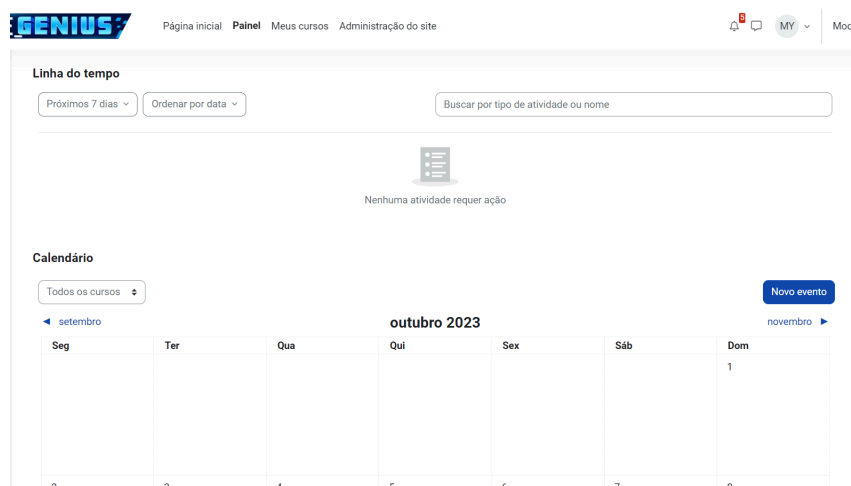 GENIUS
Página inicial Painel Meus cursos Administração do site
5
MY
Linha do tempo
Próximos 7 dias Ordenar por data Buscar por tipo de atividade ou nome
Nenhuma atividade requer ação
Calendário
Todos os cursos Novo evento
◄ setembro outubro 2023 novembro ►
Seg Ter Qua Qui Sex Sáb Dom
1